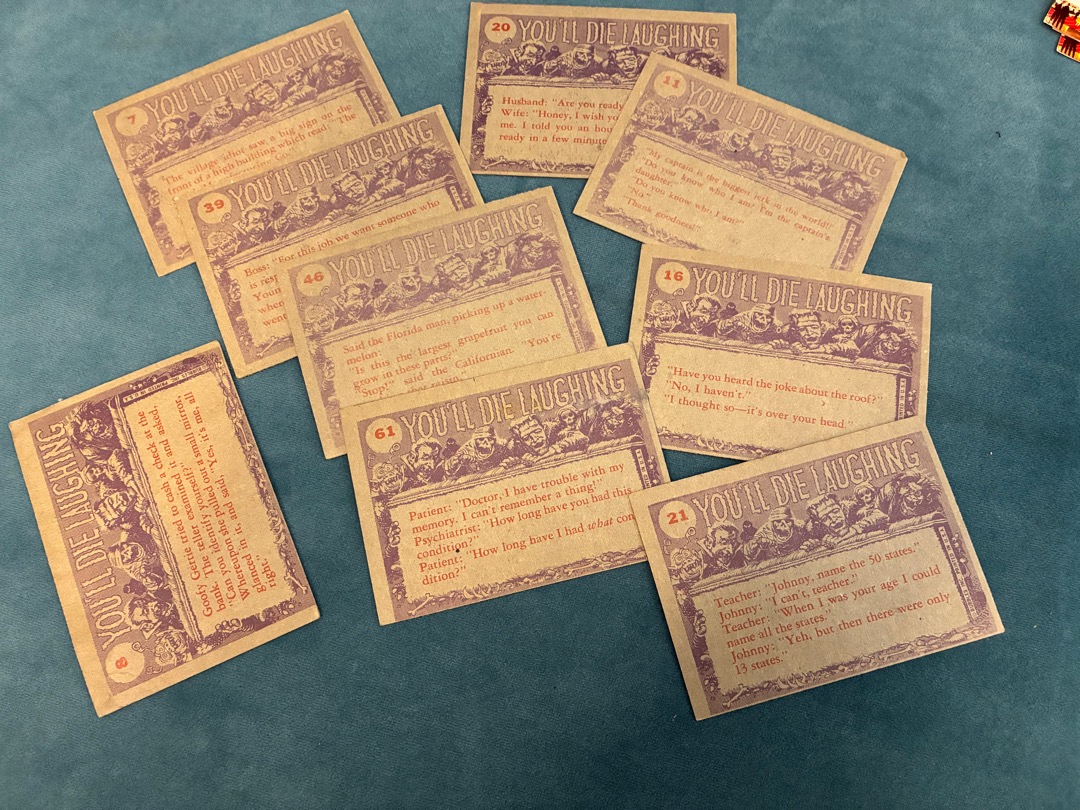 7
YOU'LL DIE LAUGHING
The village idiot saw a big sign on the
front of a high building which read: "The
20
YOU'LL DIE LAUGHING
Husband: "Are you ready
Wife: "Honey, I wish
me. I told you an
ready in a few
11
YOU'LL DIE LAUGHING
"My captain is the biggest jerk in the world!"
"Do you know who I am? I'm the captain's
daughter."
"Do you know who I am?"
"No."
"Thank goodness!"
39
YOU'LL DIE LAUGHING
Boss: "For this job we want someone who
is
when
went
46
YOU'LL DIE LAUGHING
Said the Florida man, picking up a water-
melon:
"Is this the largest grapefruit you can
grow in these parts?"
"Stop!" said the Californian. "You're
16
YOU'LL DIE LAUGHING
"Have you heard the joke about the roof?"
"No, I haven't."
"I thought so—it's over your head."
8
YOU'LL DIE LAUGHING
Goofy Gertie tried to cash a check at the
bank. The teller examined it and asked,
"Can you identify yourself?"
Whereupon she pulled out a small mirror,
glanced in it, and said, "Yes, it's me, all
right."
61
YOU'LL DIE LAUGHING
Patient: "Doctor, I have trouble with my
memory. I can't remember a thing!"
Psychiatrist: "How long have you had this
condition?"
Patient: "How long have I had what con-
dition?"
21
YOU'LL DIE LAUGHING
Teacher: "Johnny, name the 50 states."
Johnny: "I can't, teacher."
Teacher: "When I was your age I could
name all the states."
Johnny: "Yeh, but then there were only
13 states."